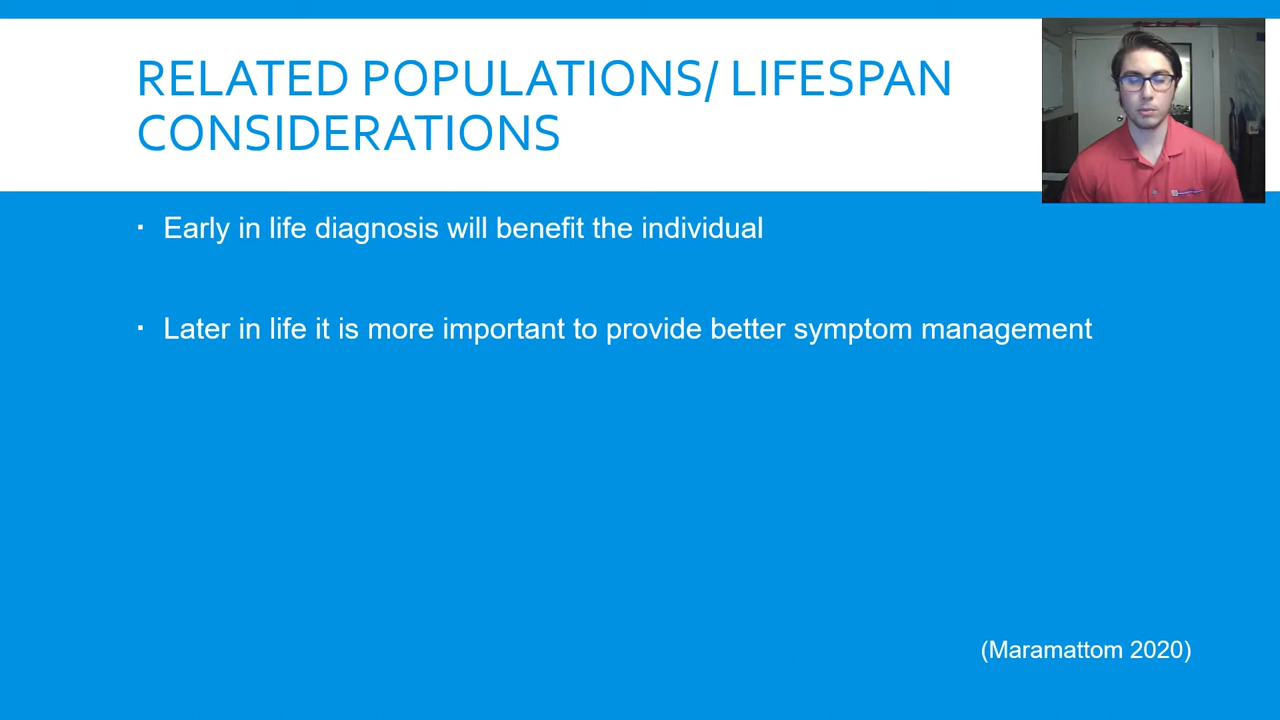 RELATED POPULATIONS/ LIFESPAN
CONSIDERATIONS
▪ Early in life diagnosis will benefit the individual
▪ Later in life it is more important to provide better symptom management
(Maramattom 2020)